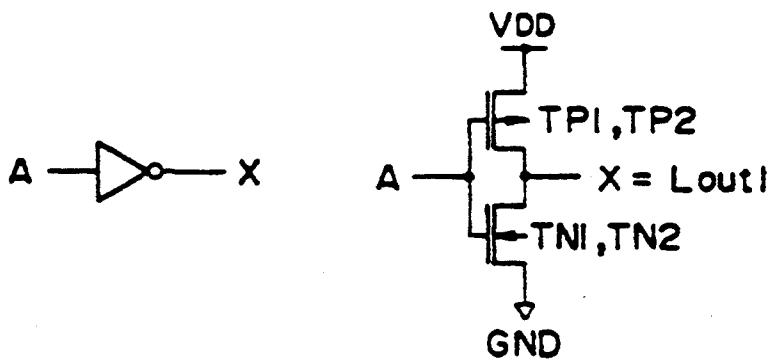 VDD
TP1,TP2
A
X
A
X = Lout1
TN1,TN2
GND